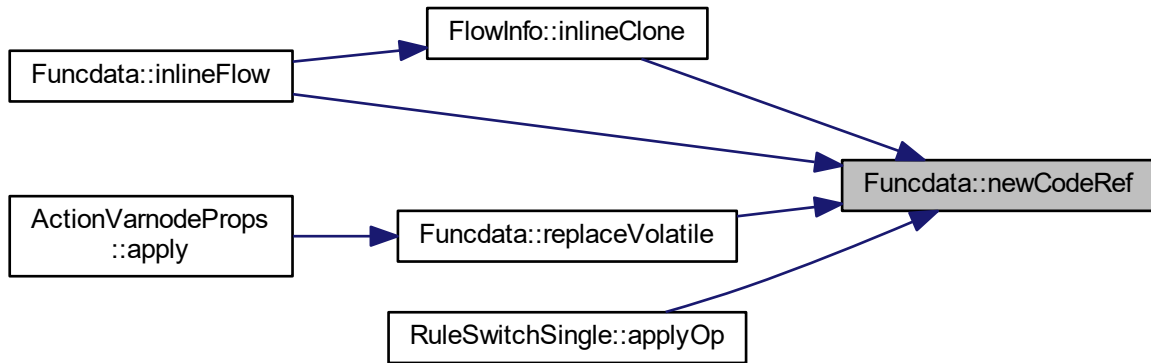 FlowInfo::inlineClone
Funcdata::inlineFlow
Funcdata::newCodeRef
ActionVarnodeProps
::apply
Funcdata::replaceVolatile
RuleSwitchSingle::applyOp